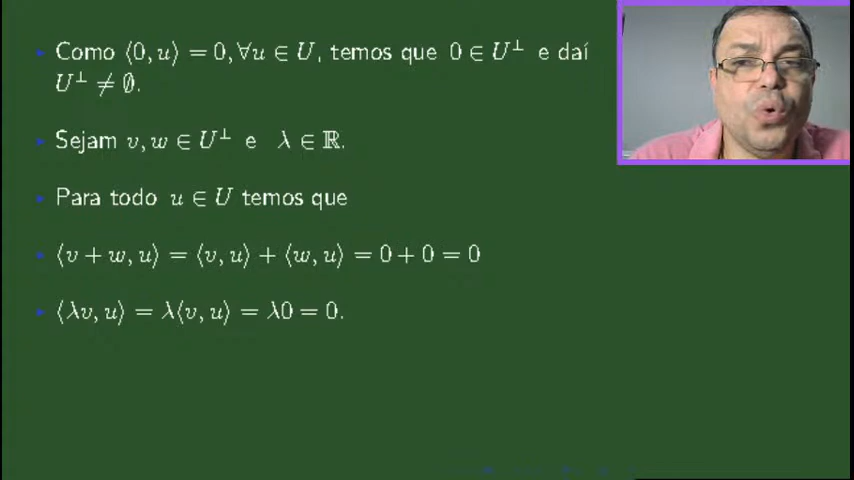 Como ⟨0, u⟩ = 0, ∀u ∈ U, temos que 0 ∈ U⊥ e daí
U⊥ ≠ ∅.
Sejam v, w ∈ U⊥ e λ ∈ ℝ.
Para todo u ∈ U temos que
⟨v + w, u⟩ = ⟨v, u⟩ + ⟨w, u⟩ = 0 + 0 = 0
⟨λv, u⟩ = λ⟨v, u⟩ = λ0 = 0.